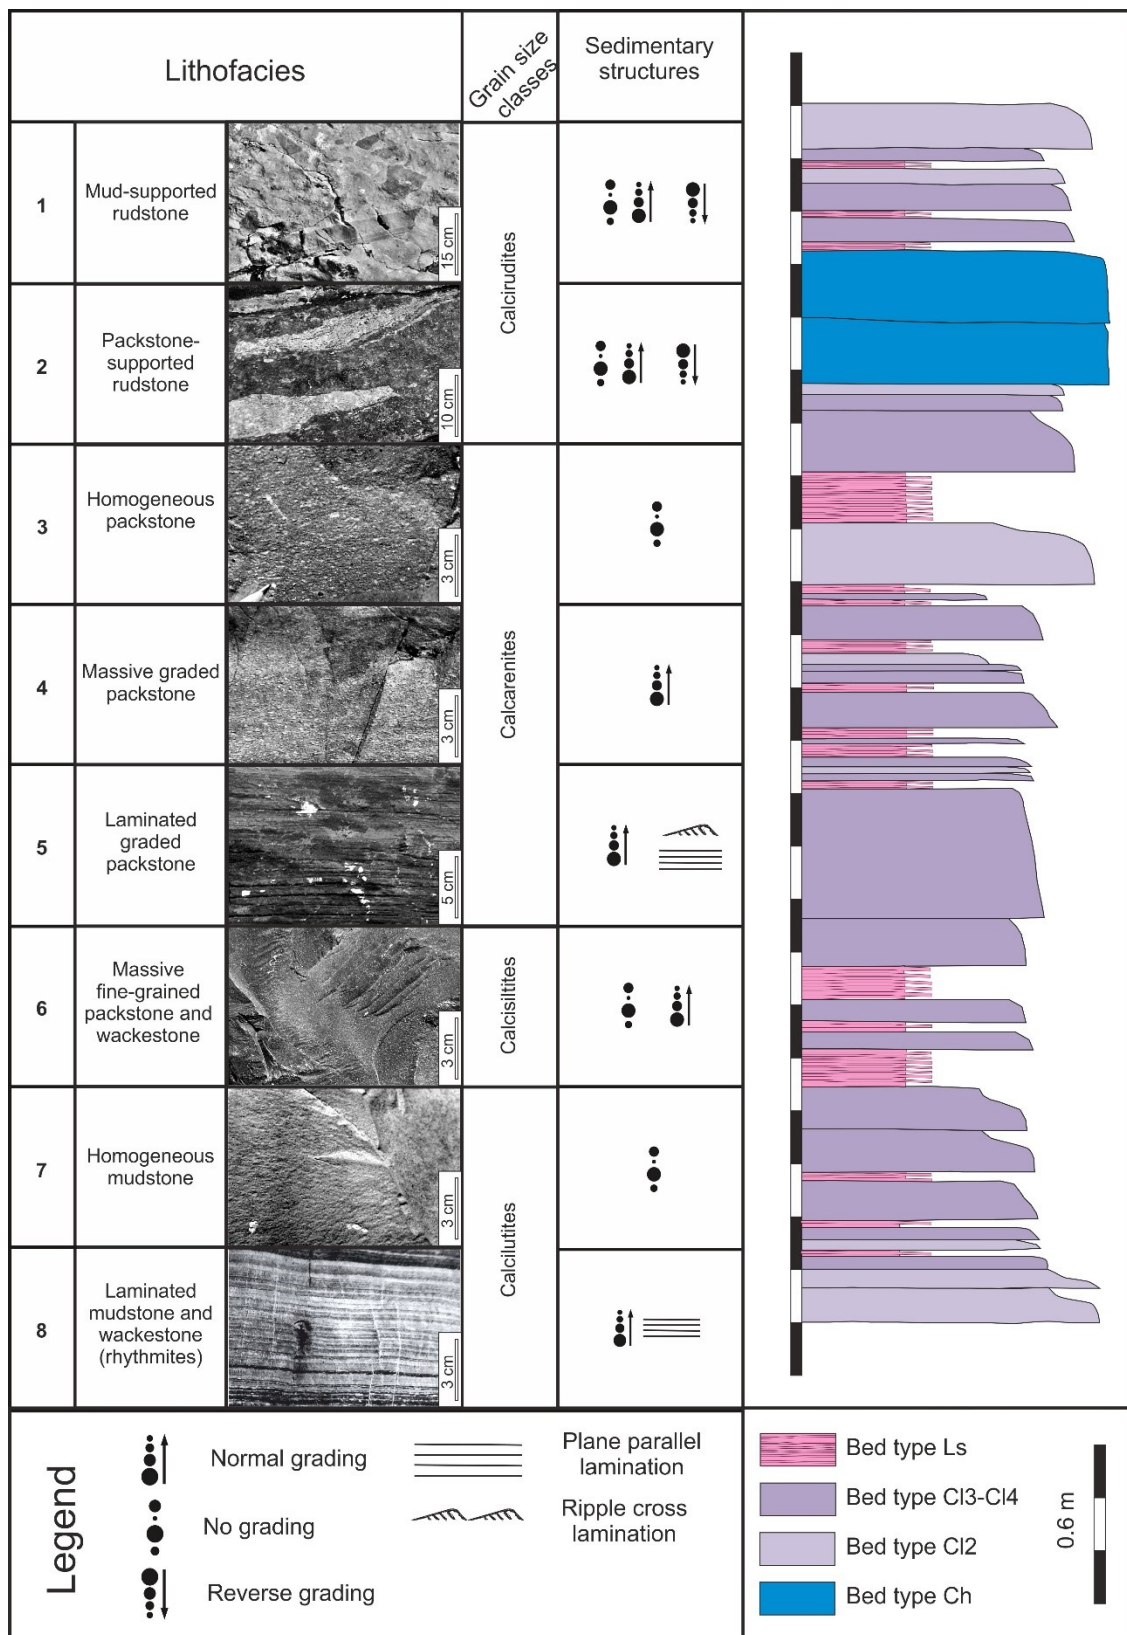 Lithofacies
Grain size
classes
Sedimentary
structures
1
Mud-supported
rudstone
15 cm
Calcirudites
2
Packstone-
supported
rudstone
10 cm
3
Homogeneous
packstone
3 cm
Calcarenites
4
Massive graded
packstone
3 cm
5
Laminated
graded
packstone
5 cm
6
Massive
fine-grained
packstone and
wackestone
3 cm
Calcisiltites
7
Homogeneous
mudstone
3 cm
Calcilutites
8
Laminated
mudstone and
wackestone
(rhythmites)
3 cm
Legend
Normal grading
No grading
Reverse grading
Plane parallel
lamination
Ripple cross
lamination
Bed type Ls
Bed type Cl3-Cl4
Bed type Cl2
Bed type Ch
0.6 m